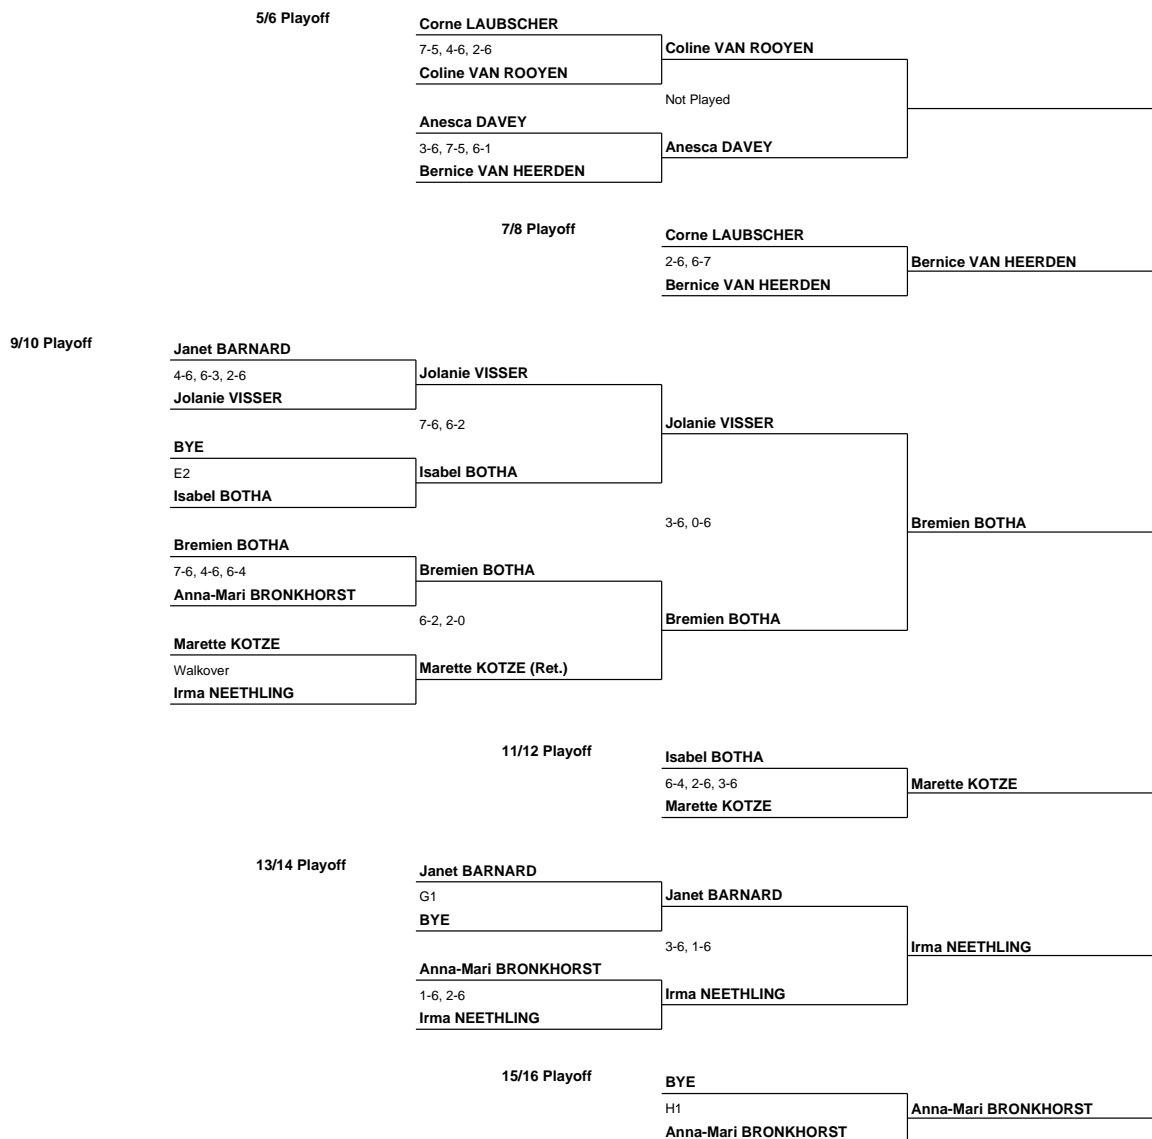 5/6 Playoff
Corne LAUBSCHER
7-5, 4-6, 2-6
Coline VAN ROOYEN
Coline VAN ROOYEN
Not Played
Anesca DAVEY
3-6, 7-5, 6-1
Anesca DAVEY
Bernice VAN HEERDEN
7/8 Playoff
Corne LAUBSCHER
2-6, 6-7
Bernice VAN HEERDEN
Bernice VAN HEERDEN
9/10 Playoff
Janet BARNARD
4-6, 6-3, 2-6
Jolanie VISSER
Jolanie VISSER
7-6, 6-2
Jolanie VISSER
BYE
E2
Isabel BOTHA
Isabel BOTHA
3-6, 0-6
Bremien BOTHA
Bremien BOTHA
7-6, 4-6, 6-4
Bremien BOTHA
Anna-Mari BRONKHORST
6-2, 2-0
Bremien BOTHA
Marette KOTZE
Walkover
Marette KOTZE (Ret.)
Irma NEETHLING
11/12 Playoff
Isabel BOTHA
6-4, 2-6, 3-6
Marette KOTZE
Marette KOTZE
13/14 Playoff
Janet BARNARD
G1
Janet BARNARD
BYE
3-6, 1-6
Irma NEETHLING
Anna-Mari BRONKHORST
1-6, 2-6
Irma NEETHLING
Irma NEETHLING
15/16 Playoff
BYE
H1
Anna-Mari BRONKHORST
Anna-Mari BRONKHORST